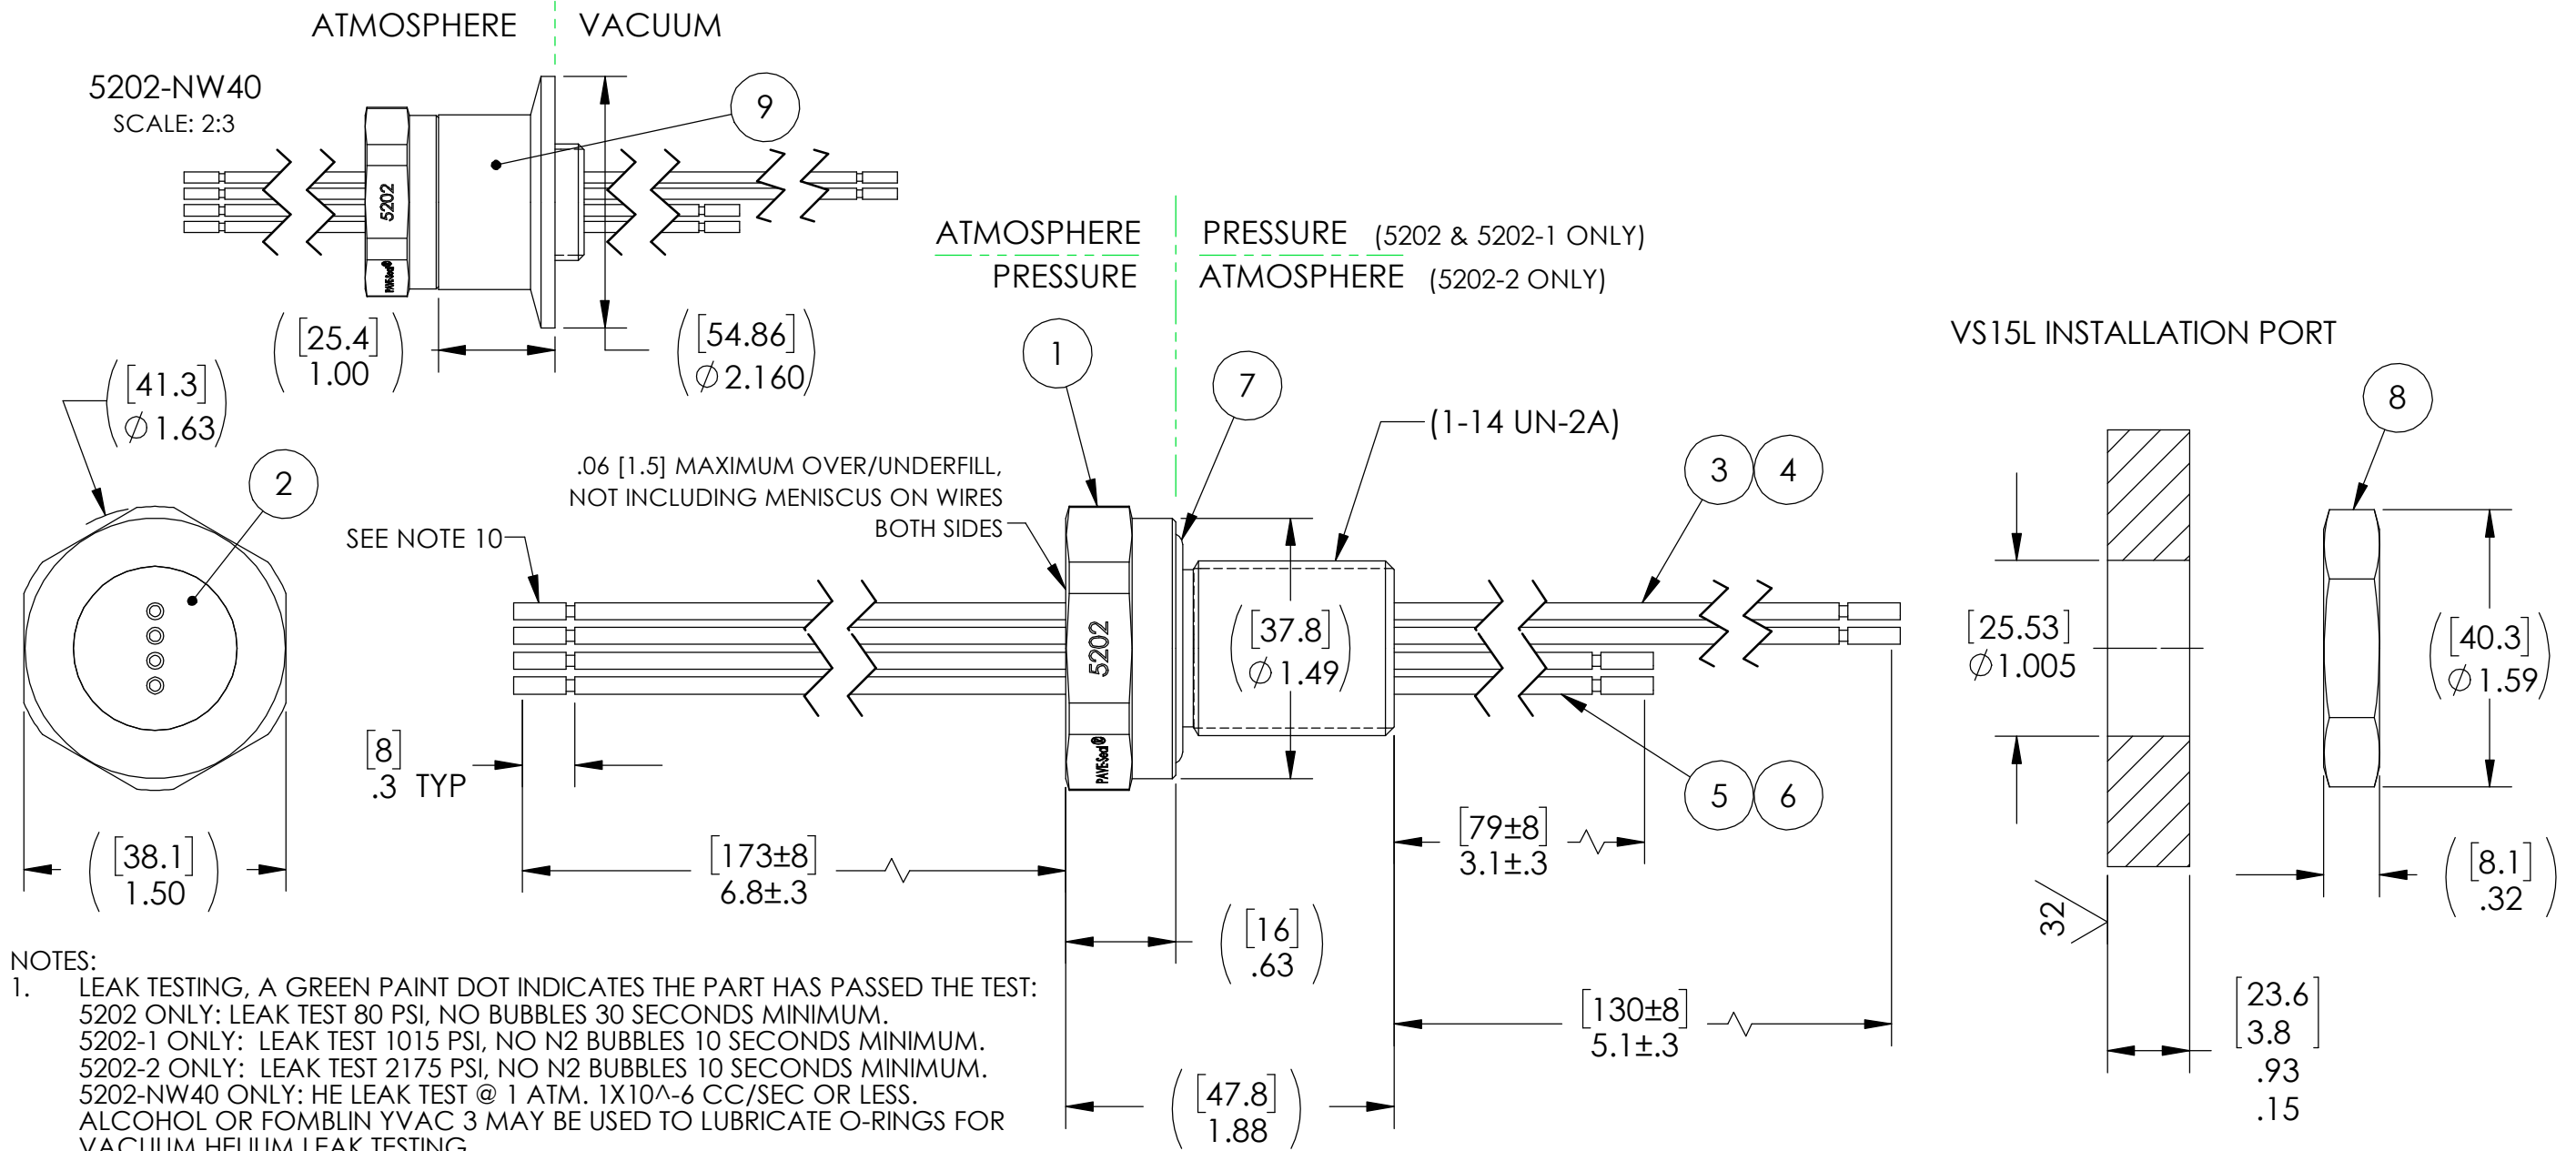 ATMOSPHERE VACUUM
5202-NW40
SCALE: 2:3
9
5202
PAVESeal®
[25.4]
1.00
[54.86]
∅ 2.160
ATMOSPHERE PRESSURE (5202 & 5202-1 ONLY)
PRESSURE ATMOSPHERE (5202-2 ONLY)
VS15L INSTALLATION PORT
[41.3]
∅ 1.63
2
1
7
(1-14 UN-2A)
3 4
8
.06 [1.5] MAXIMUM OVER/UNDERFILL,
NOT INCLUDING MENISCUS ON WIRES
BOTH SIDES
SEE NOTE 10
5202
PAVESeal®
[37.8]
∅ 1.49
[25.53]
∅ 1.005
[40.3]
∅ 1.59
[8]
.3 TYP
5 6
[38.1]
1.50
[173±8]
6.8±.3
[79±8]
3.1±.3
[8.1]
.32
32
[16]
.63
[130±8]
5.1±.3
[23.6
3.8]
.93
.15
[47.8]
1.88
NOTES:
1. LEAK TESTING, A GREEN PAINT DOT INDICATES THE PART HAS PASSED THE TEST:
5202 ONLY: LEAK TEST 80 PSI, NO BUBBLES 30 SECONDS MINIMUM.
5202-1 ONLY: LEAK TEST 1015 PSI, NO N2 BUBBLES 10 SECONDS MINIMUM.
5202-2 ONLY: LEAK TEST 2175 PSI, NO N2 BUBBLES 10 SECONDS MINIMUM.
5202-NW40 ONLY: HE LEAK TEST @ 1 ATM. 1X10^-6 CC/SEC OR LESS.
ALCOHOL OR FOMBLIN YVAC 3 MAY BE USED TO LUBRICATE O-RINGS FOR
VACUUM HELIUM LEAK TESTING